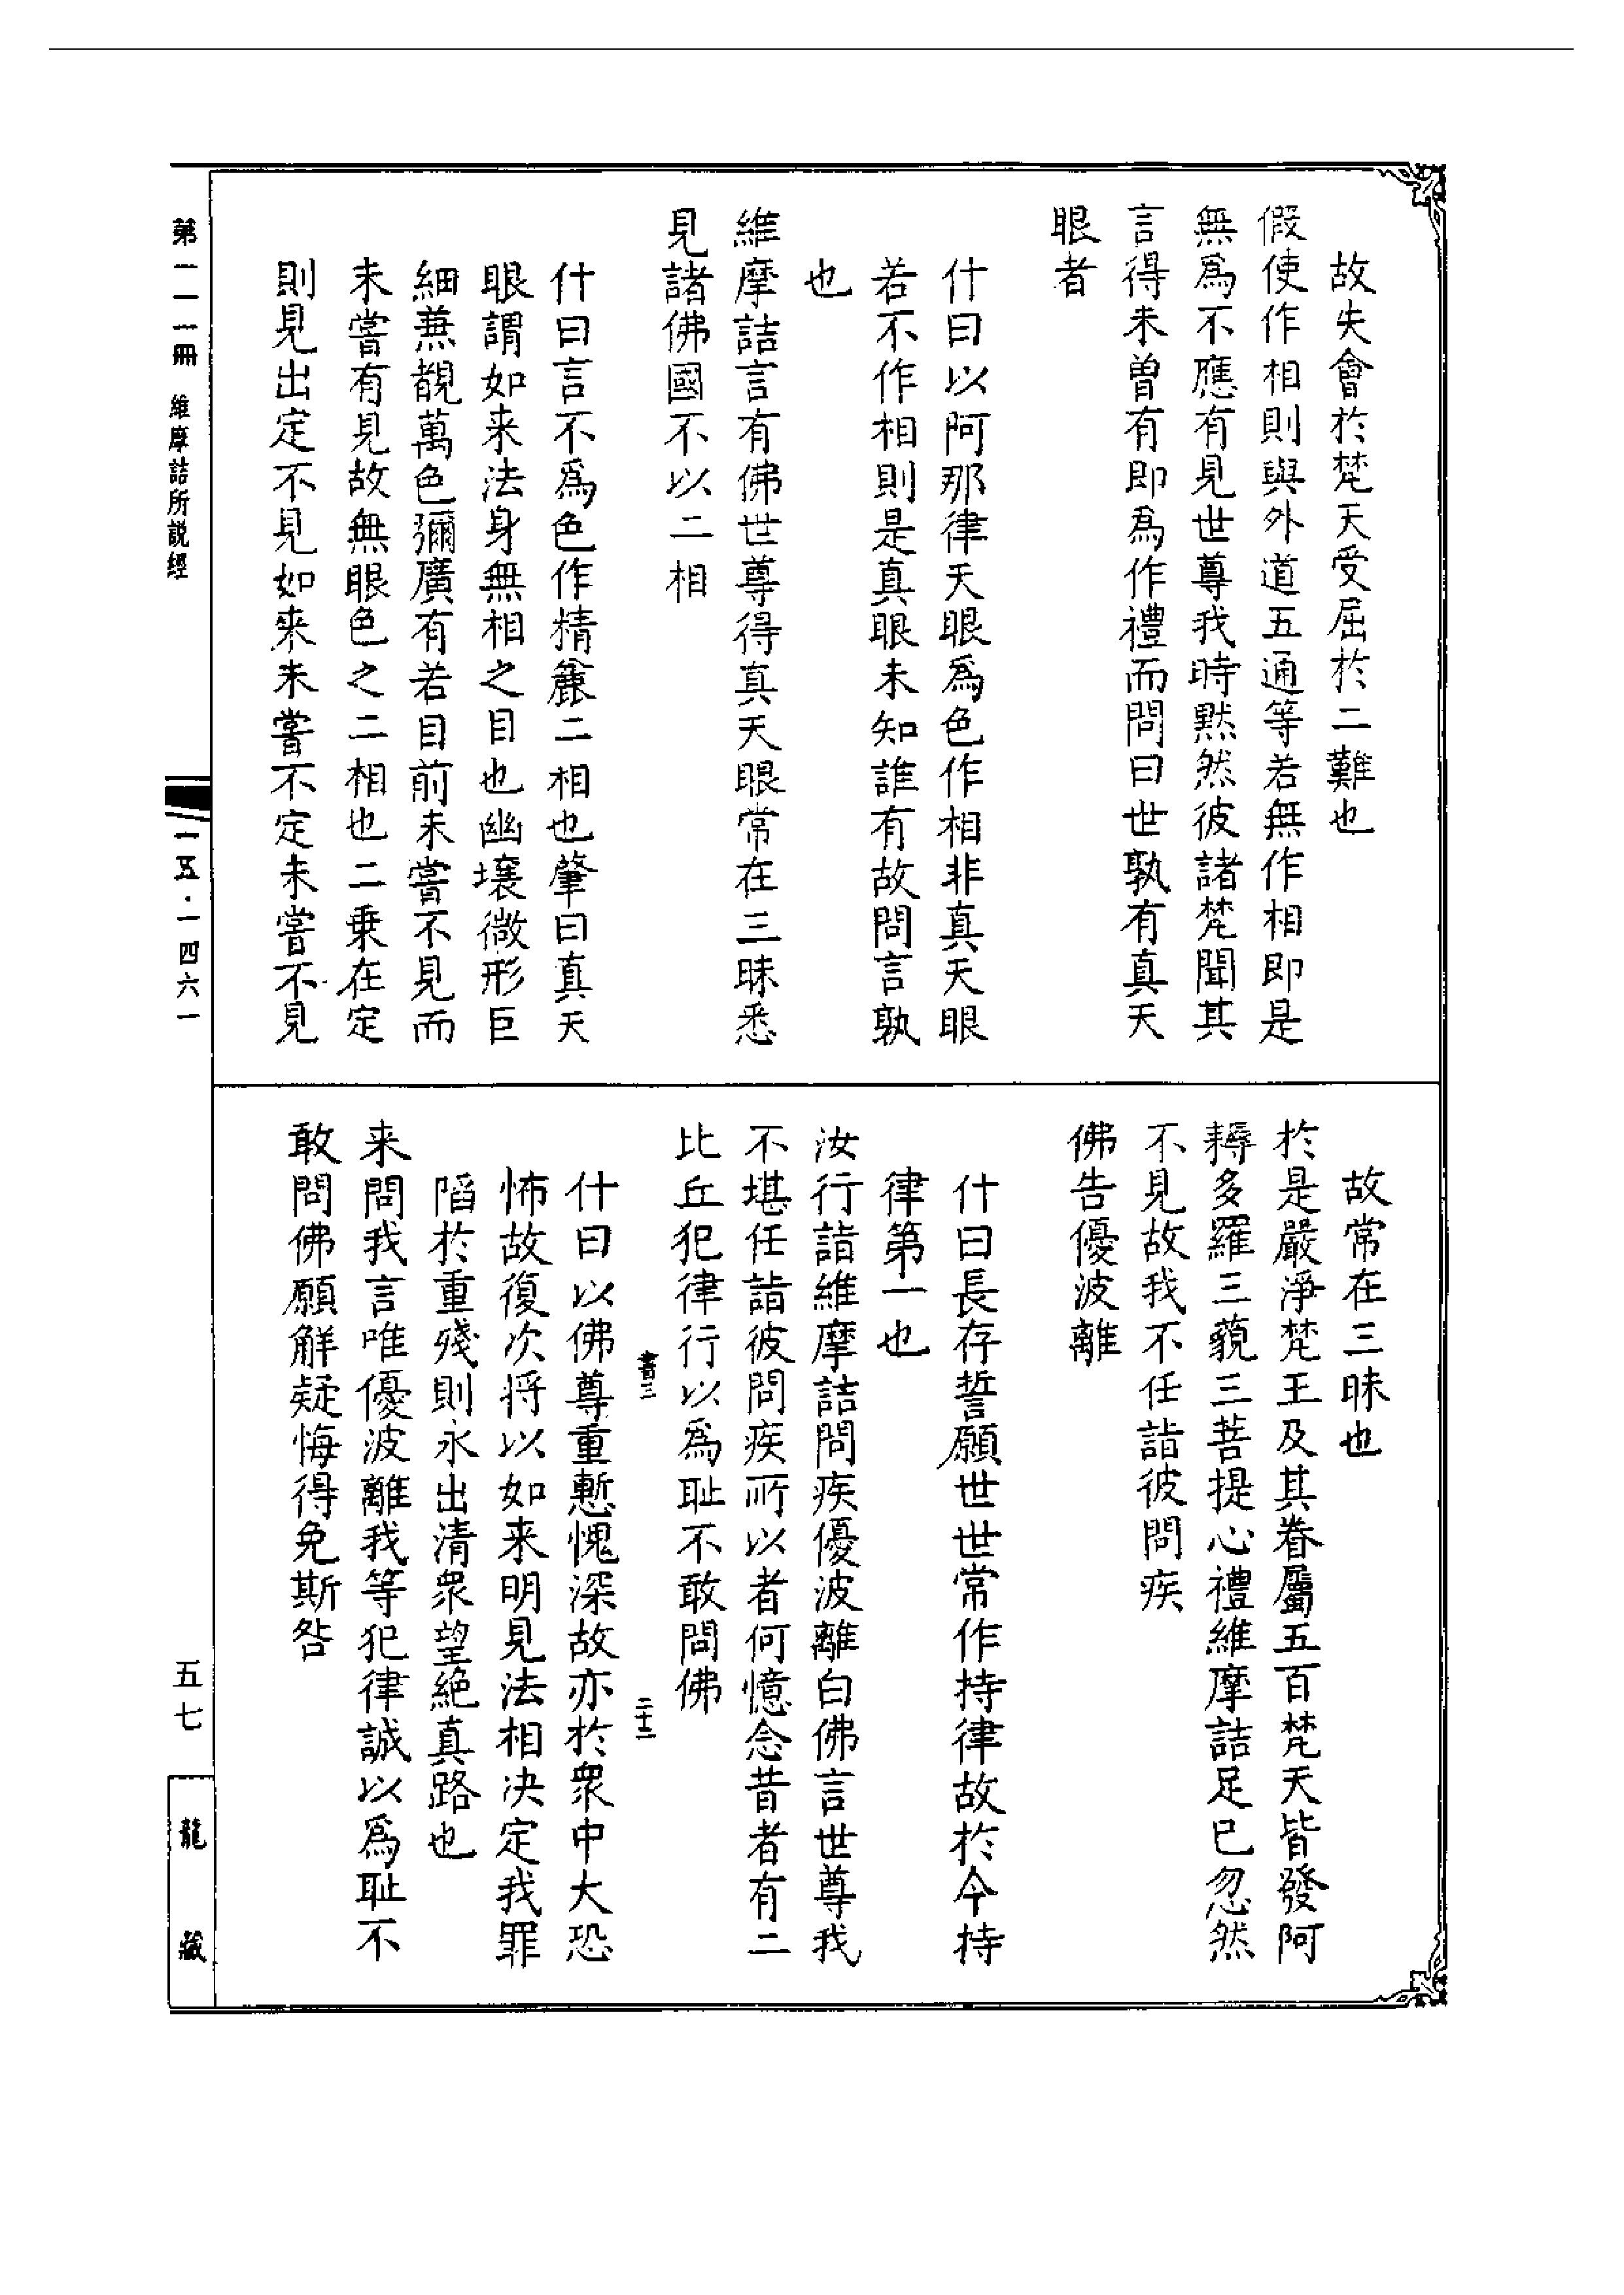 故失會於梵天受屈於二難也
假使作相則與外道五通等若無作相即是
無爲不應有見世尊我時默然彼諸梵聞其
言得未曾有即爲作禮而問曰世孰有真天
眼者
什曰以阿那律天眼爲色作相非真天眼
若不作相則是真眼未知誰有故問言孰
也
維摩詰言有佛世尊得真天眼常在三昧悉
見諸佛國不以二相
什曰言不爲色作精麤二相也肇曰真天
眼謂如来法身無相之目也幽壤微形巨
細兼覩萬色彌廣有若目前未嘗不見而
未嘗有見故無眼色之二相也二乗在定
則見出定不見如来未嘗不定未嘗不見
故常在三昧也
於是嚴淨梵王及其眷屬五百梵天皆發阿
耨多羅三藐三菩提心禮維摩詰足已忽然
不見故我不任詣彼問疾
佛告優波離
什曰長存誓願世世常作持律故於今持
律第一也
汝行詣維摩詰問疾優波離白佛言世尊我
不堪任詣彼問疾所以者何憶念昔者有二
比丘犯律行以爲恥不敢問佛
書三
二十二
什曰以佛尊重慙愧深故亦於衆中大恐
怖故復次将以如来明見法相决定我罪
陷於重殘則永出清衆望絶真路也
来問我言唯優波離我等犯律誠以爲恥不
敢問佛願解疑悔得免斯咎
第一一一冊 維摩詰所説經
一五·一四六一
五七
龍藏